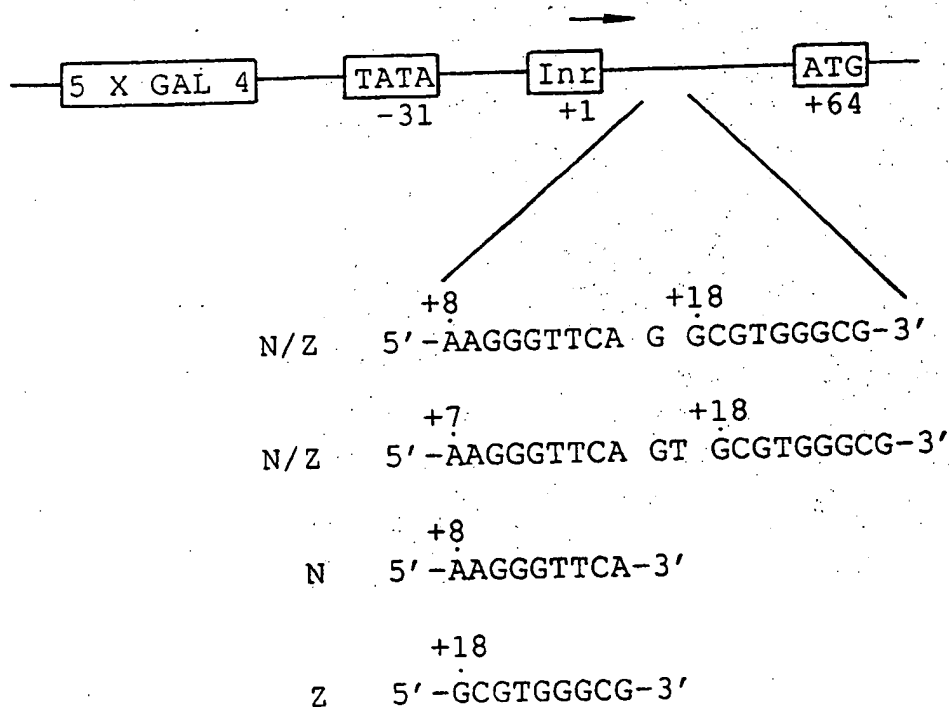 5 X GAL 4 TATA Inr ATG
-31 +1 +64
+8 +18
N/Z 5'-AAGGGTTCA G GCGTGGGCG-3'
+7 +18
N/Z 5'-AAGGGTTCA GT GCGTGGGCG-3'
+8
N 5'-AAGGGTTCA-3'
+18
Z 5'-GCGTGGGCG-3'